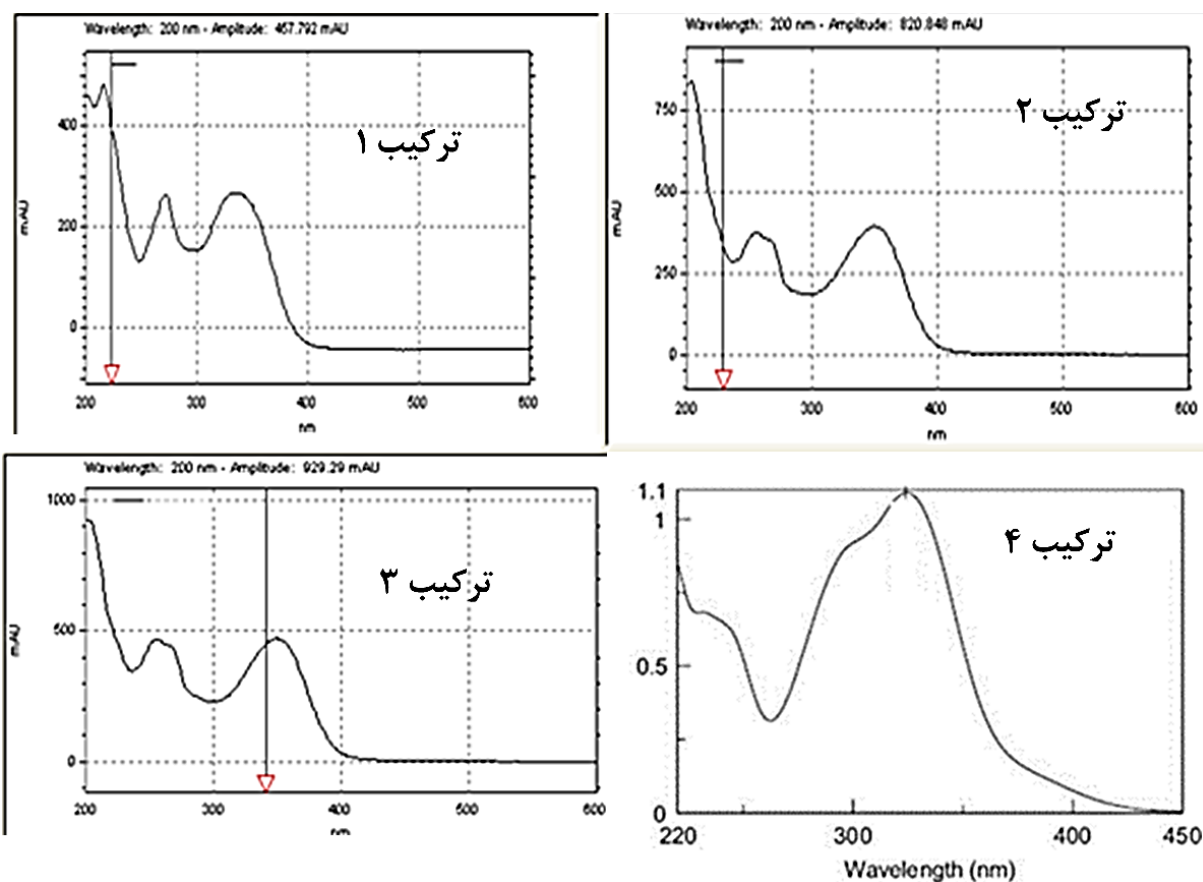 Wavelength: 200 nm - Amplitude: 467.792 mAU
400
200
0
mAU
ترکیب ۱
200 300 400 500 600
nm
Wavelength: 200 nm - Amplitude: 820.848 mAU
750
500
250
0
mAU
ترکیب ۲
200 300 400 500 600
nm
Wavelength: 200 nm - Amplitude: 929.29 mAU
1000
500
0
mAU
ترکیب ۳
200 300 400 500 600
nm
1.1
1
0.5
0
ترکیب ۴
220 300 400 450
Wavelength (nm)